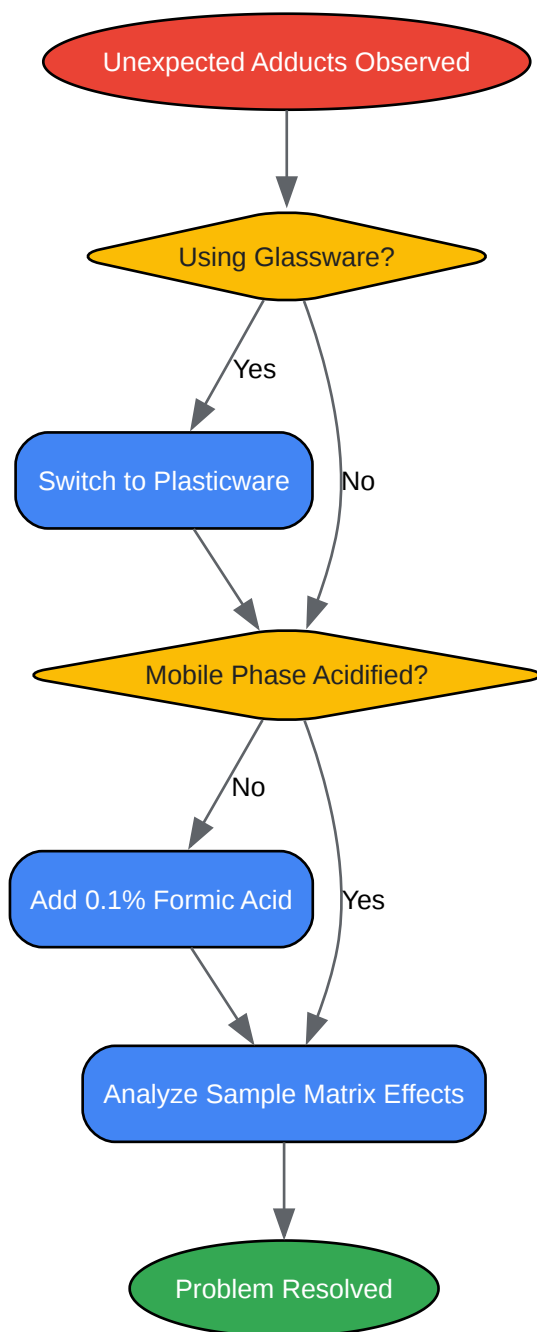 Unexpected Adducts Observed
Using Glassware?
Yes
Switch to Plasticware
No
Mobile Phase Acidified?
No
Add 0.1% Formic Acid
Yes
Analyze Sample Matrix Effects
Problem Resolved